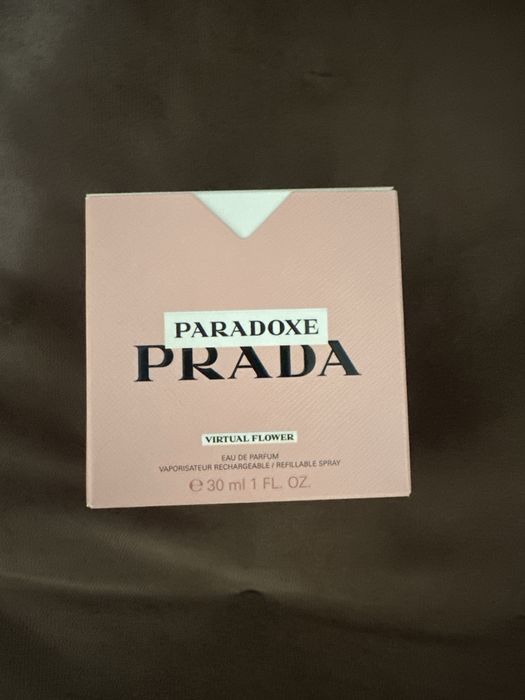 PARADOXE
PRADA
VIRTUAL FLOWER
EAU DE PARFUM
VAPORISATEUR RECHARGEABLE / REFILLABLE SPRAY
℮ 30 ml 1 FL. OZ.